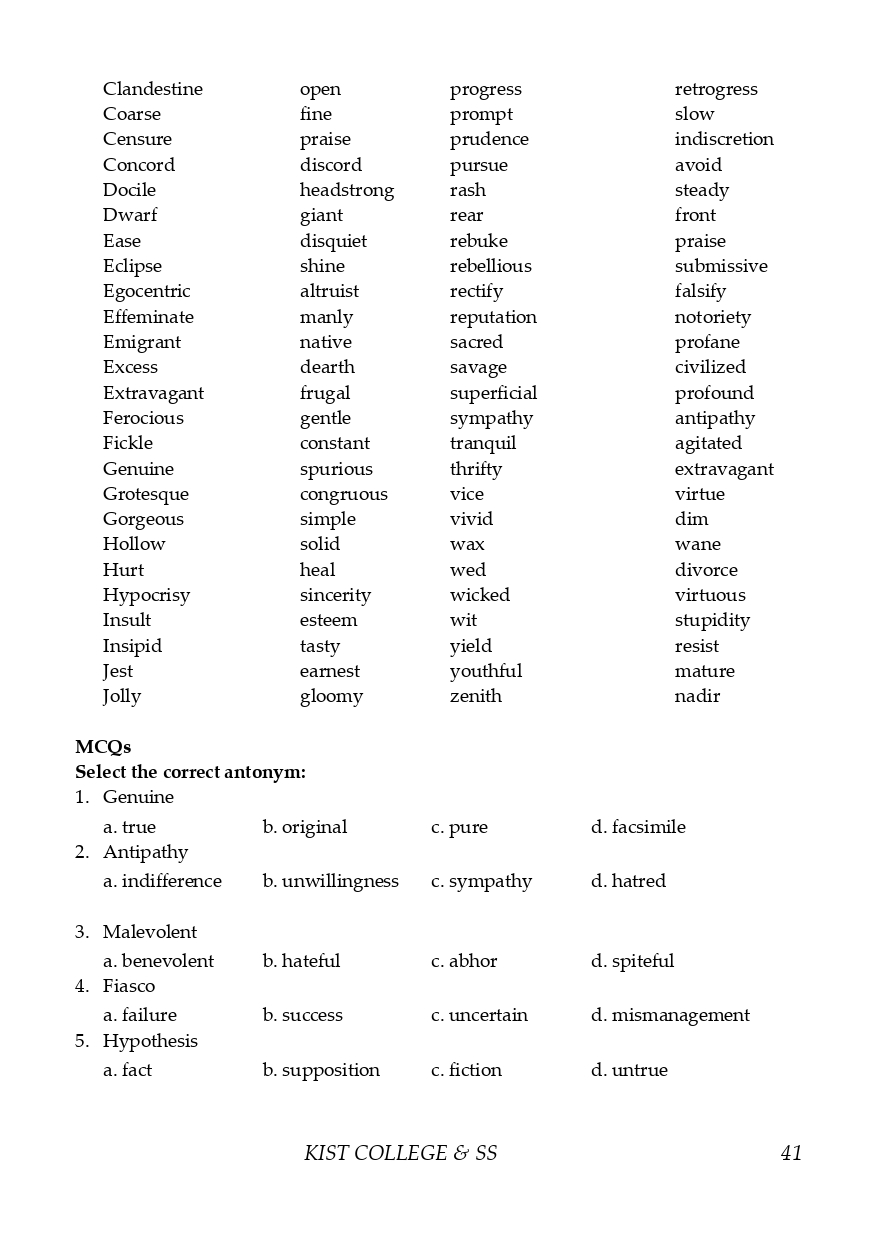 Clandestine open progress retrogress
Coarse fine prompt slow
Censure praise prudence indiscretion
Concord discord pursue avoid
Docile headstrong rash steady
Dwarf giant rear front
Ease disquiet rebuke praise
Eclipse shine rebellious submissive
Egocentric altruist rectify falsify
Effeminate manly reputation notoriety
Emigrant native sacred profane
Excess dearth savage civilized
Extravagant frugal superficial profound
Ferocious gentle sympathy antipathy
Fickle constant tranquil agitated
Genuine spurious thrifty extravagant
Grotesque congruous vice virtue
Gorgeous simple vivid dim
Hollow solid wax wane
Hurt heal wed divorce
Hypocrisy sincerity wicked virtuous
Insult esteem wit stupidity
Insipid tasty yield resist
Jest earnest youthful mature
Jolly gloomy zenith nadir
MCQs
Select the correct antonym:
1. Genuine
a. true b. original c. pure d. facsimile
2. Antipathy
a. indifference b. unwillingness c. sympathy d. hatred
3. Malevolent
a. benevolent b. hateful c. abhor d. spiteful
4. Fiasco
a. failure b. success c. uncertain d. mismanagement
5. Hypothesis
a. fact b. supposition c. fiction d. untrue
KIST COLLEGE & SS 41